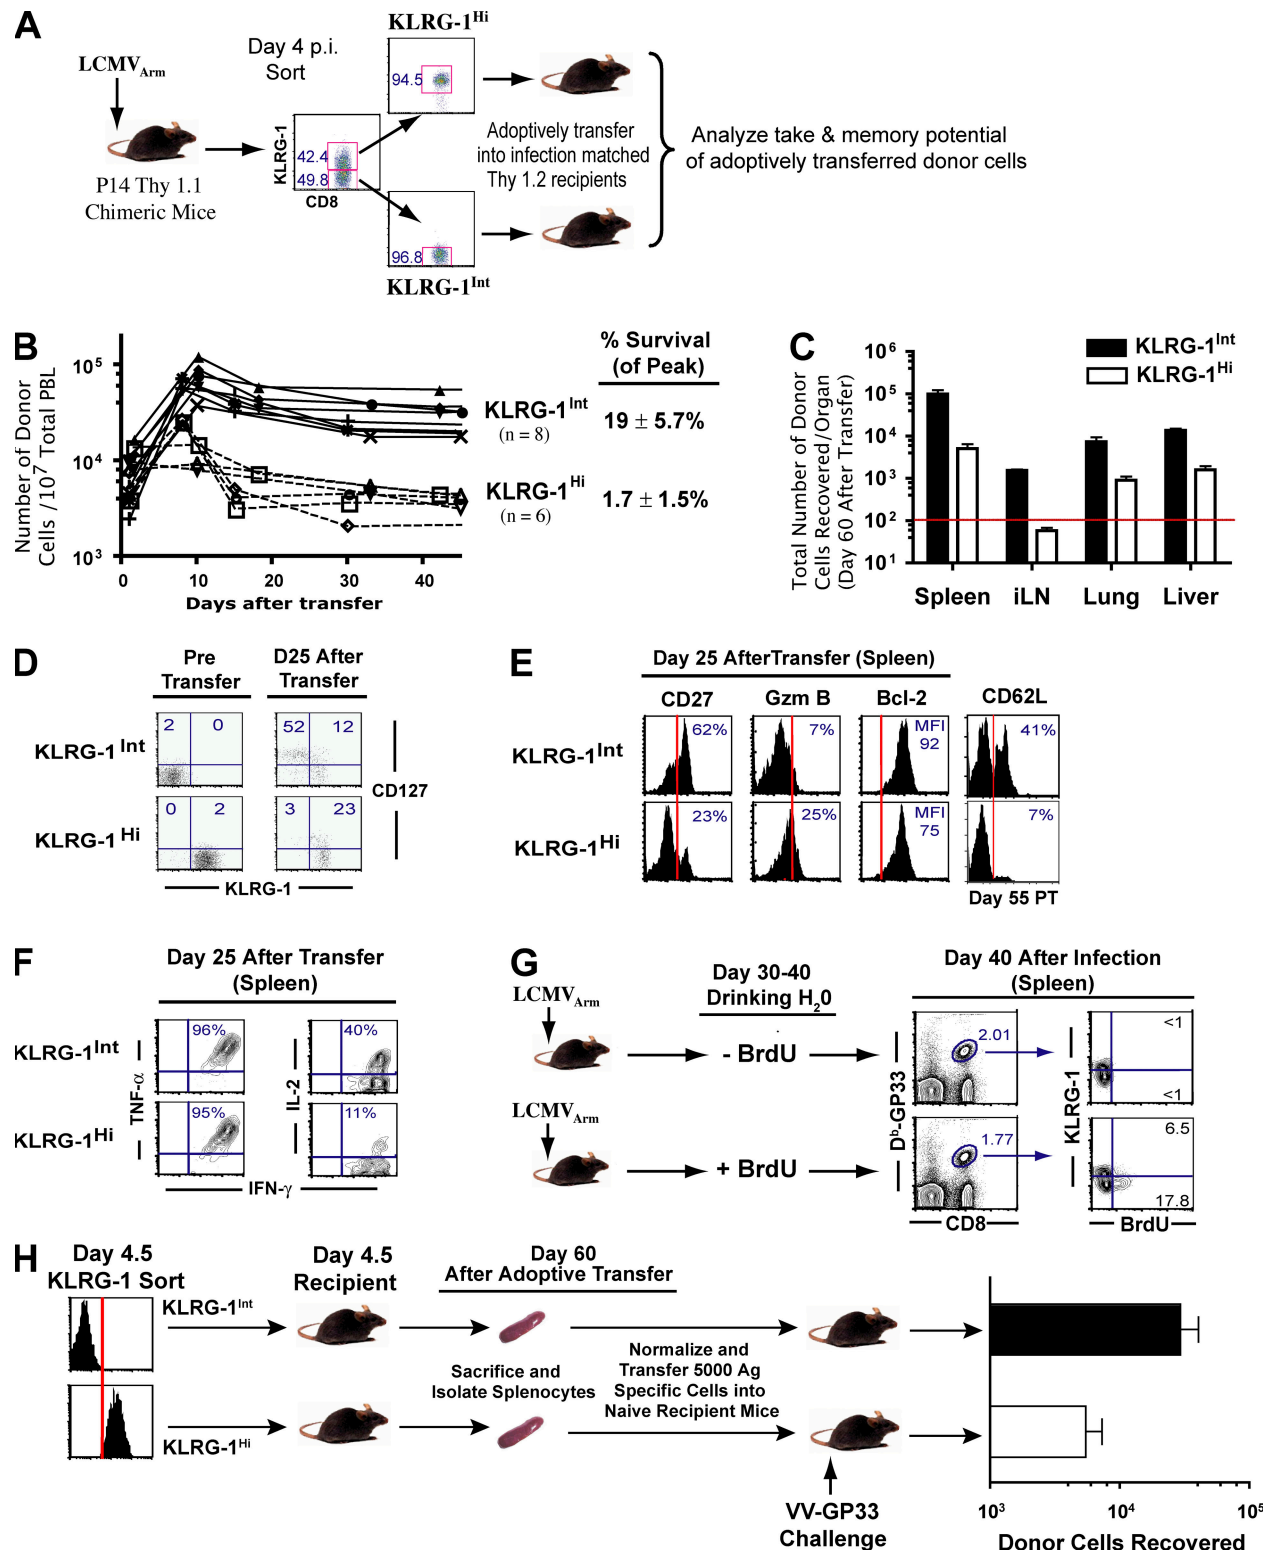 A
LCMVArm
P14 Thy 1.1
Chimeric Mice
Day 4 p.i.
Sort
KLRG-1
42.4
49.8
CD8
KLRG-1Hi
94.5
96.8
KLRG-1Int
Adoptively transfer
into infection matched
Thy 1.2 recipients
Analyze take & memory potential
of adoptively transferred donor cells
B
Number of Donor
Cells /10^7 Total PBL
10^5
10^4
10^3
0 10 20 30 40
Days after transfer
% Survival
(of Peak)
KLRG-1Int
(n = 8)
19 ± 5.7%
KLRG-1Hi
(n = 6)
1.7 ± 1.5%
C
Total Number of Donor
Cells Recovered/Organ
(Day 60 After Transfer)
10^6
10^5
10^4
10^3
10^2
10^1
KLRG-1Int
KLRG-1Hi
Spleen iLN Lung Liver
D
Pre
Transfer
D25 After
Transfer
KLRG-1Int
2 0
52 12
CD127
KLRG-1Hi
0 2
3 23
KLRG-1
E
Day 25 AfterTransfer (Spleen)
CD27 Gzm B Bcl-2 CD62L
KLRG-1Int
62% 7% MFI
92
41%
KLRG-1Hi
23% 25% MFI
75
7%
Day 55 PT
F
Day 25 After Transfer
(Spleen)
KLRG-1Int
96% 40%
TNF-α
IL-2
KLRG-1Hi
95% 11%
IFN-γ
G
LCMVArm
Day 30-40
Drinking H20
- BrdU
LCMVArm
+ BrdU
Day 40 After Infection
(Spleen)
Db-GP33
2.01
1.77
CD8
KLRG-1
<1
<1
6.5
17.8
BrdU
H
Day 4.5
KLRG-1 Sort
KLRG-1Int
KLRG-1Hi
Day 4.5
Recipient
Day 60
After Adoptive Transfer
Sacrifice and
Isolate Splenocytes
Normalize and
Transfer 5000 Ag
Specific Cells into
Naive Recipient Mice
VV-GP33
Challenge
10^3 10^4 10^5
Donor Cells Recovered